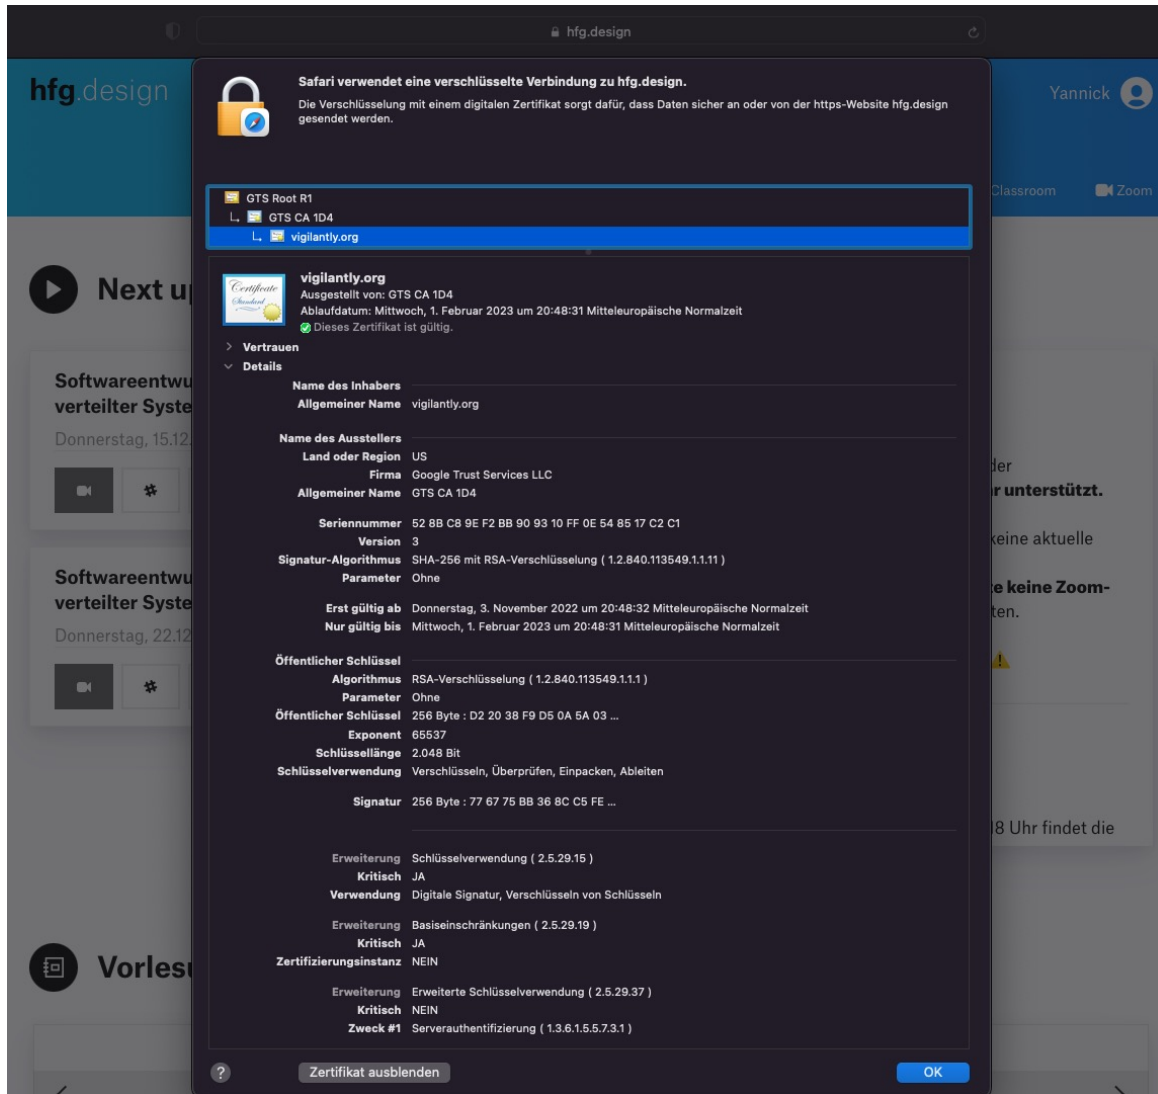 hfg.design
hfg.design
Yannick
Classroom
Zoom
Safari verwendet eine verschlüsselte Verbindung zu hfg.design.
Die Verschlüsselung mit einem digitalen Zertifikat sorgt dafür, dass Daten sicher an oder von der https-Website hfg.design
gesendet werden.
GTS Root R1
GTS CA 1D4
vigilantly.org
Certificate
Standard
vigilantly.org
Ausgestellt von: GTS CA 1D4
Ablaufdatum: Mittwoch, 1. Februar 2023 um 20:48:31 Mitteleuropäische Normalzeit
Dieses Zertifikat ist gültig.
Vertrauen
Details
Name des Inhabers
Allgemeiner Name vigilantly.org
Name des Ausstellers
Land oder Region US
Firma Google Trust Services LLC
Allgemeiner Name GTS CA 1D4
Seriennummer 52 8B C8 9E F2 BB 90 93 10 FF 0E 54 85 17 C2 C1
Version 3
Signatur-Algorithmus SHA-256 mit RSA-Verschlüsselung ( 1.2.840.113549.1.1.11 )
Parameter Ohne
Erst gültig ab Donnerstag, 3. November 2022 um 20:48:32 Mitteleuropäische Normalzeit
Nur gültig bis Mittwoch, 1. Februar 2023 um 20:48:31 Mitteleuropäische Normalzeit
Öffentlicher Schlüssel
Algorithmus RSA-Verschlüsselung ( 1.2.840.113549.1.1.1 )
Parameter Ohne
Öffentlicher Schlüssel 256 Byte : D2 20 38 F9 D5 0A 5A 03 ...
Exponent 65537
Schlüssellänge 2.048 Bit
Schlüsselverwendung Verschlüsseln, Überprüfen, Einpacken, Ableiten
Signatur 256 Byte : 77 67 75 BB 36 8C C5 FE ...
Erweiterung Schlüsselverwendung ( 2.5.29.15 )
Kritisch JA
Verwendung Digitale Signatur, Verschlüsseln von Schlüsseln
Erweiterung Basiseinschränkungen ( 2.5.29.19 )
Kritisch JA
Zertifizierungsinstanz NEIN
Erweiterung Erweiterte Schlüsselverwendung ( 2.5.29.37 )
Kritisch NEIN
Zweck #1 Serverauthentifizierung ( 1.3.6.1.5.5.7.3.1 )
? Zertifikat ausblenden OK
Next u
Softwareentwu
verteilter Syste
Donnerstag, 15.12.
Softwareentwu
verteilter Syste
Donnerstag, 22.12
Vorles
der
r unterstützt.
keine aktuelle
e keine Zoom-
ten.
18 Uhr findet die